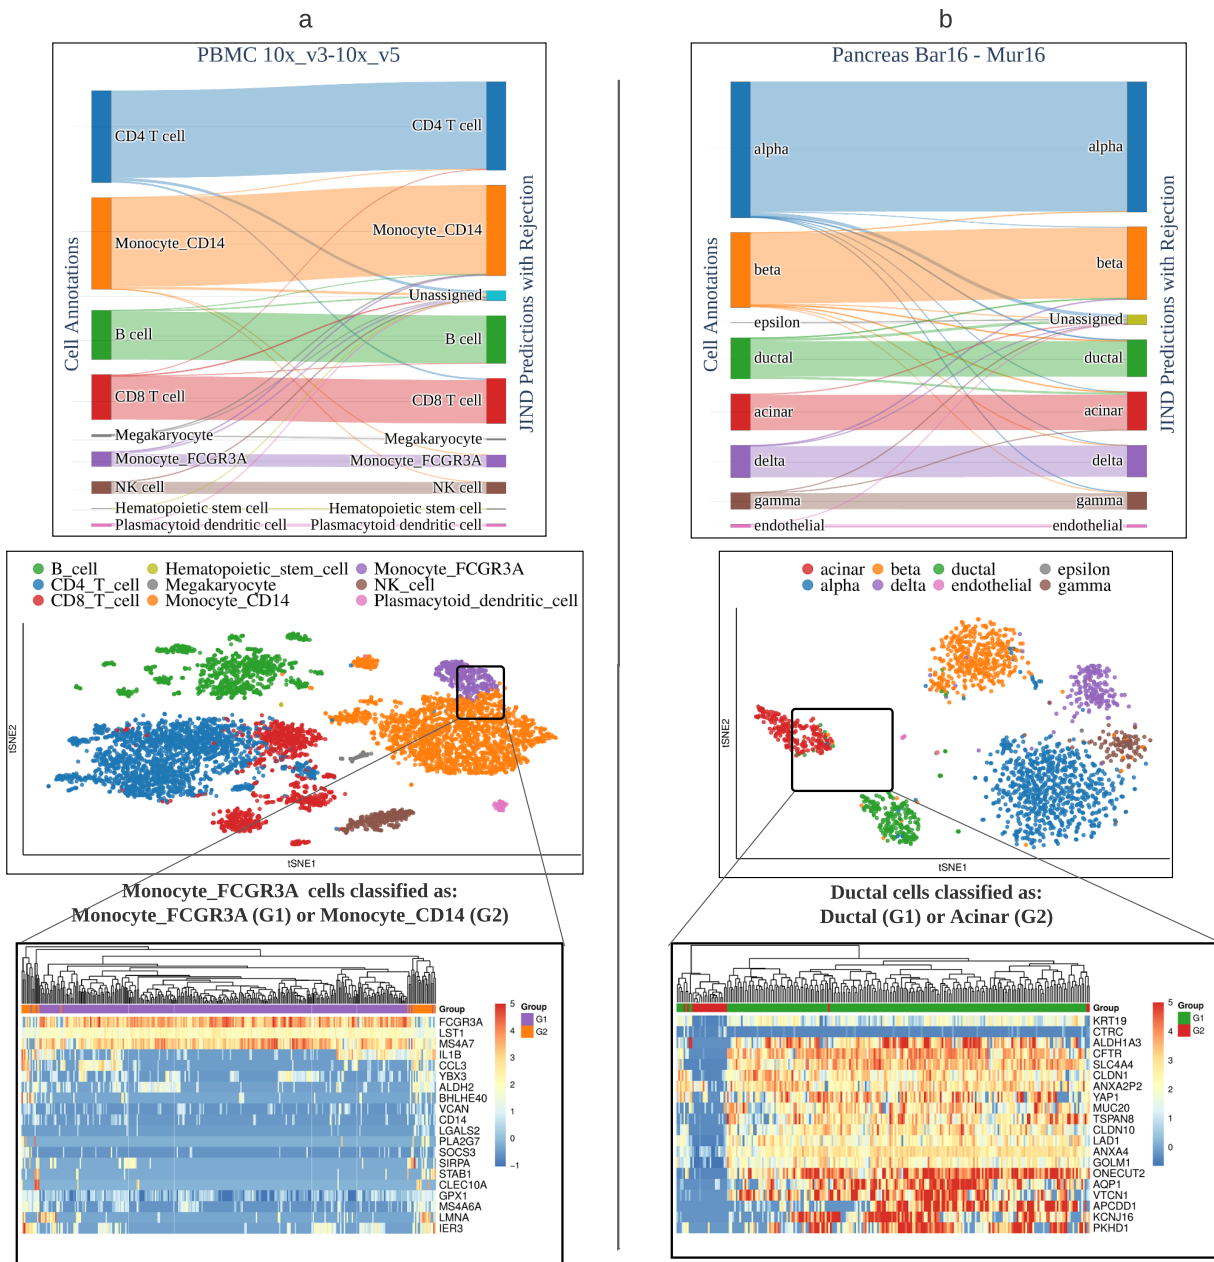 a
PBMC 10x_v3-10x_v5
Cell Annotations
JIND Predictions with Rejection
CD4 T cell
CD4 T cell
Monocyte_CD14
Monocyte_CD14
Unassigned
B cell
B cell
CD8 T cell
CD8 T cell
Megakaryocyte
Megakaryocyte
Monocyte_FCGR3A
Monocyte_FCGR3A
NK cell
NK cell
Hematopoietic stem cell
Hematopoietic stem cell
Plasmacytoid dendritic cell
Plasmacytoid dendritic cell
B_cell
Hematopoietic_stem_cell
Monocyte_FCGR3A
CD4_T_cell
Megakaryocyte
NK_cell
CD8_T_cell
Monocyte_CD14
Plasmacytoid_dendritic_cell
tSNE2
tSNE1
Monocyte_FCGR3A cells classified as:
Monocyte_FCGR3A (G1) or Monocyte_CD14 (G2)
Group
FCGR3A
LST1
MS4A7
IL1B
CCL3
YBX3
ALDH2
BHLHE40
VCAN
CD14
LGALS2
PLA2G7
SOCS3
SIRPA
STAB1
CLEC10A
GPX1
MS4A6A
LMNA
IER3
5
4
3
2
1
0
−1
Group
G1
G2
b
Pancreas Bar16 - Mur16
Cell Annotations
JIND Predictions with Rejection
alpha
alpha
beta
beta
epsilon
Unassigned
ductal
ductal
acinar
acinar
delta
delta
gamma
gamma
endothelial
endothelial
acinar
beta
ductal
epsilon
alpha
delta
endothelial
gamma
tSNE2
tSNE1
Ductal cells classified as:
Ductal (G1) or Acinar (G2)
Group
KRT19
CTRC
ALDH1A3
CFTR
SLC4A4
CLDN1
ANXA2P2
YAP1
MUC20
TSPAN8
CLDN10
LAD1
ANXA4
GOLM1
ONECUT2
AQP1
VTCN1
APCDD1
KCNJ16
PKHD1
5
4
3
2
1
0
Group
G1
G2